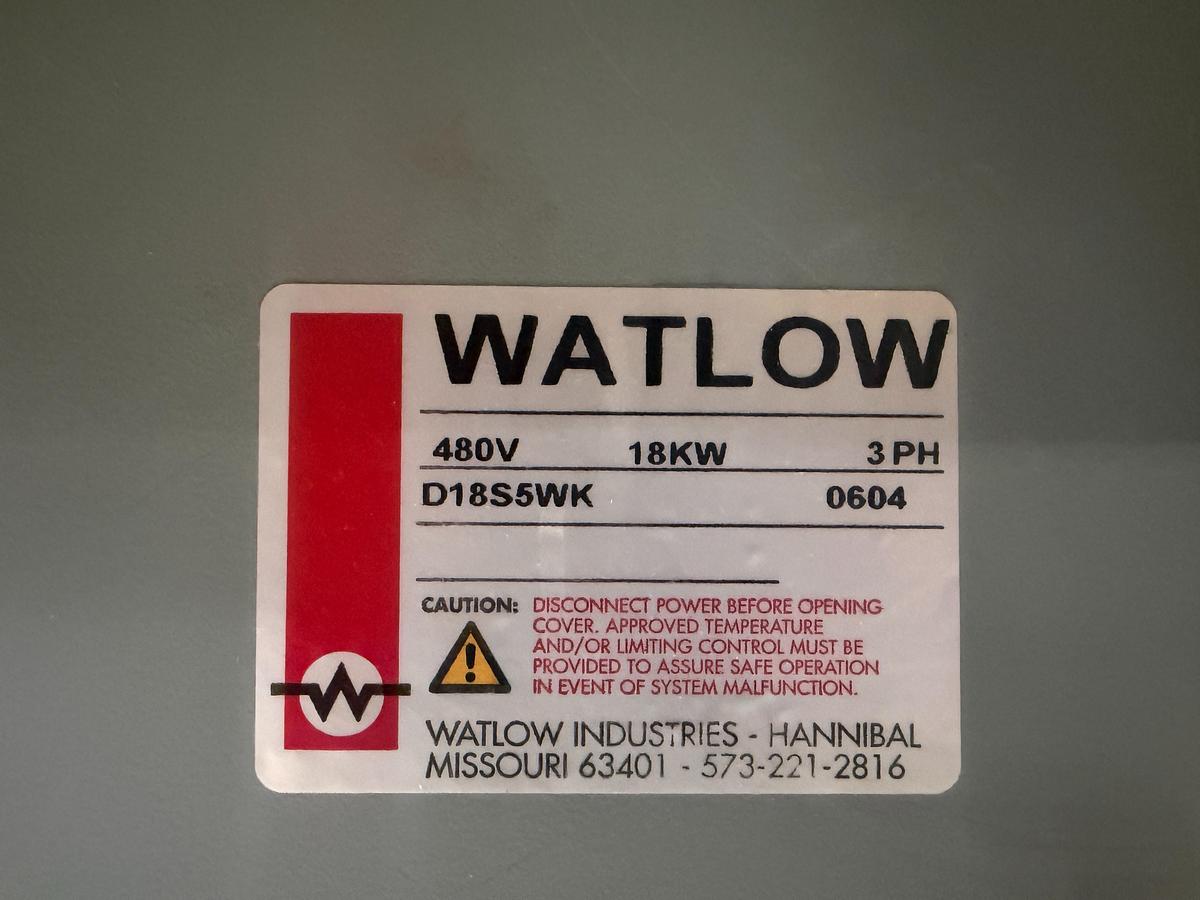 WATLOW
480V 18KW 3 PH
D18S5WK 0604
CAUTION: DISCONNECT POWER BEFORE OPENING
COVER. APPROVED TEMPERATURE
AND/OR LIMITING CONTROL MUST BE
PROVIDED TO ASSURE SAFE OPERATION
IN EVENT OF SYSTEM MALFUNCTION.
WATLOW INDUSTRIES - HANNIBAL
MISSOURI 63401 - 573-221-2816